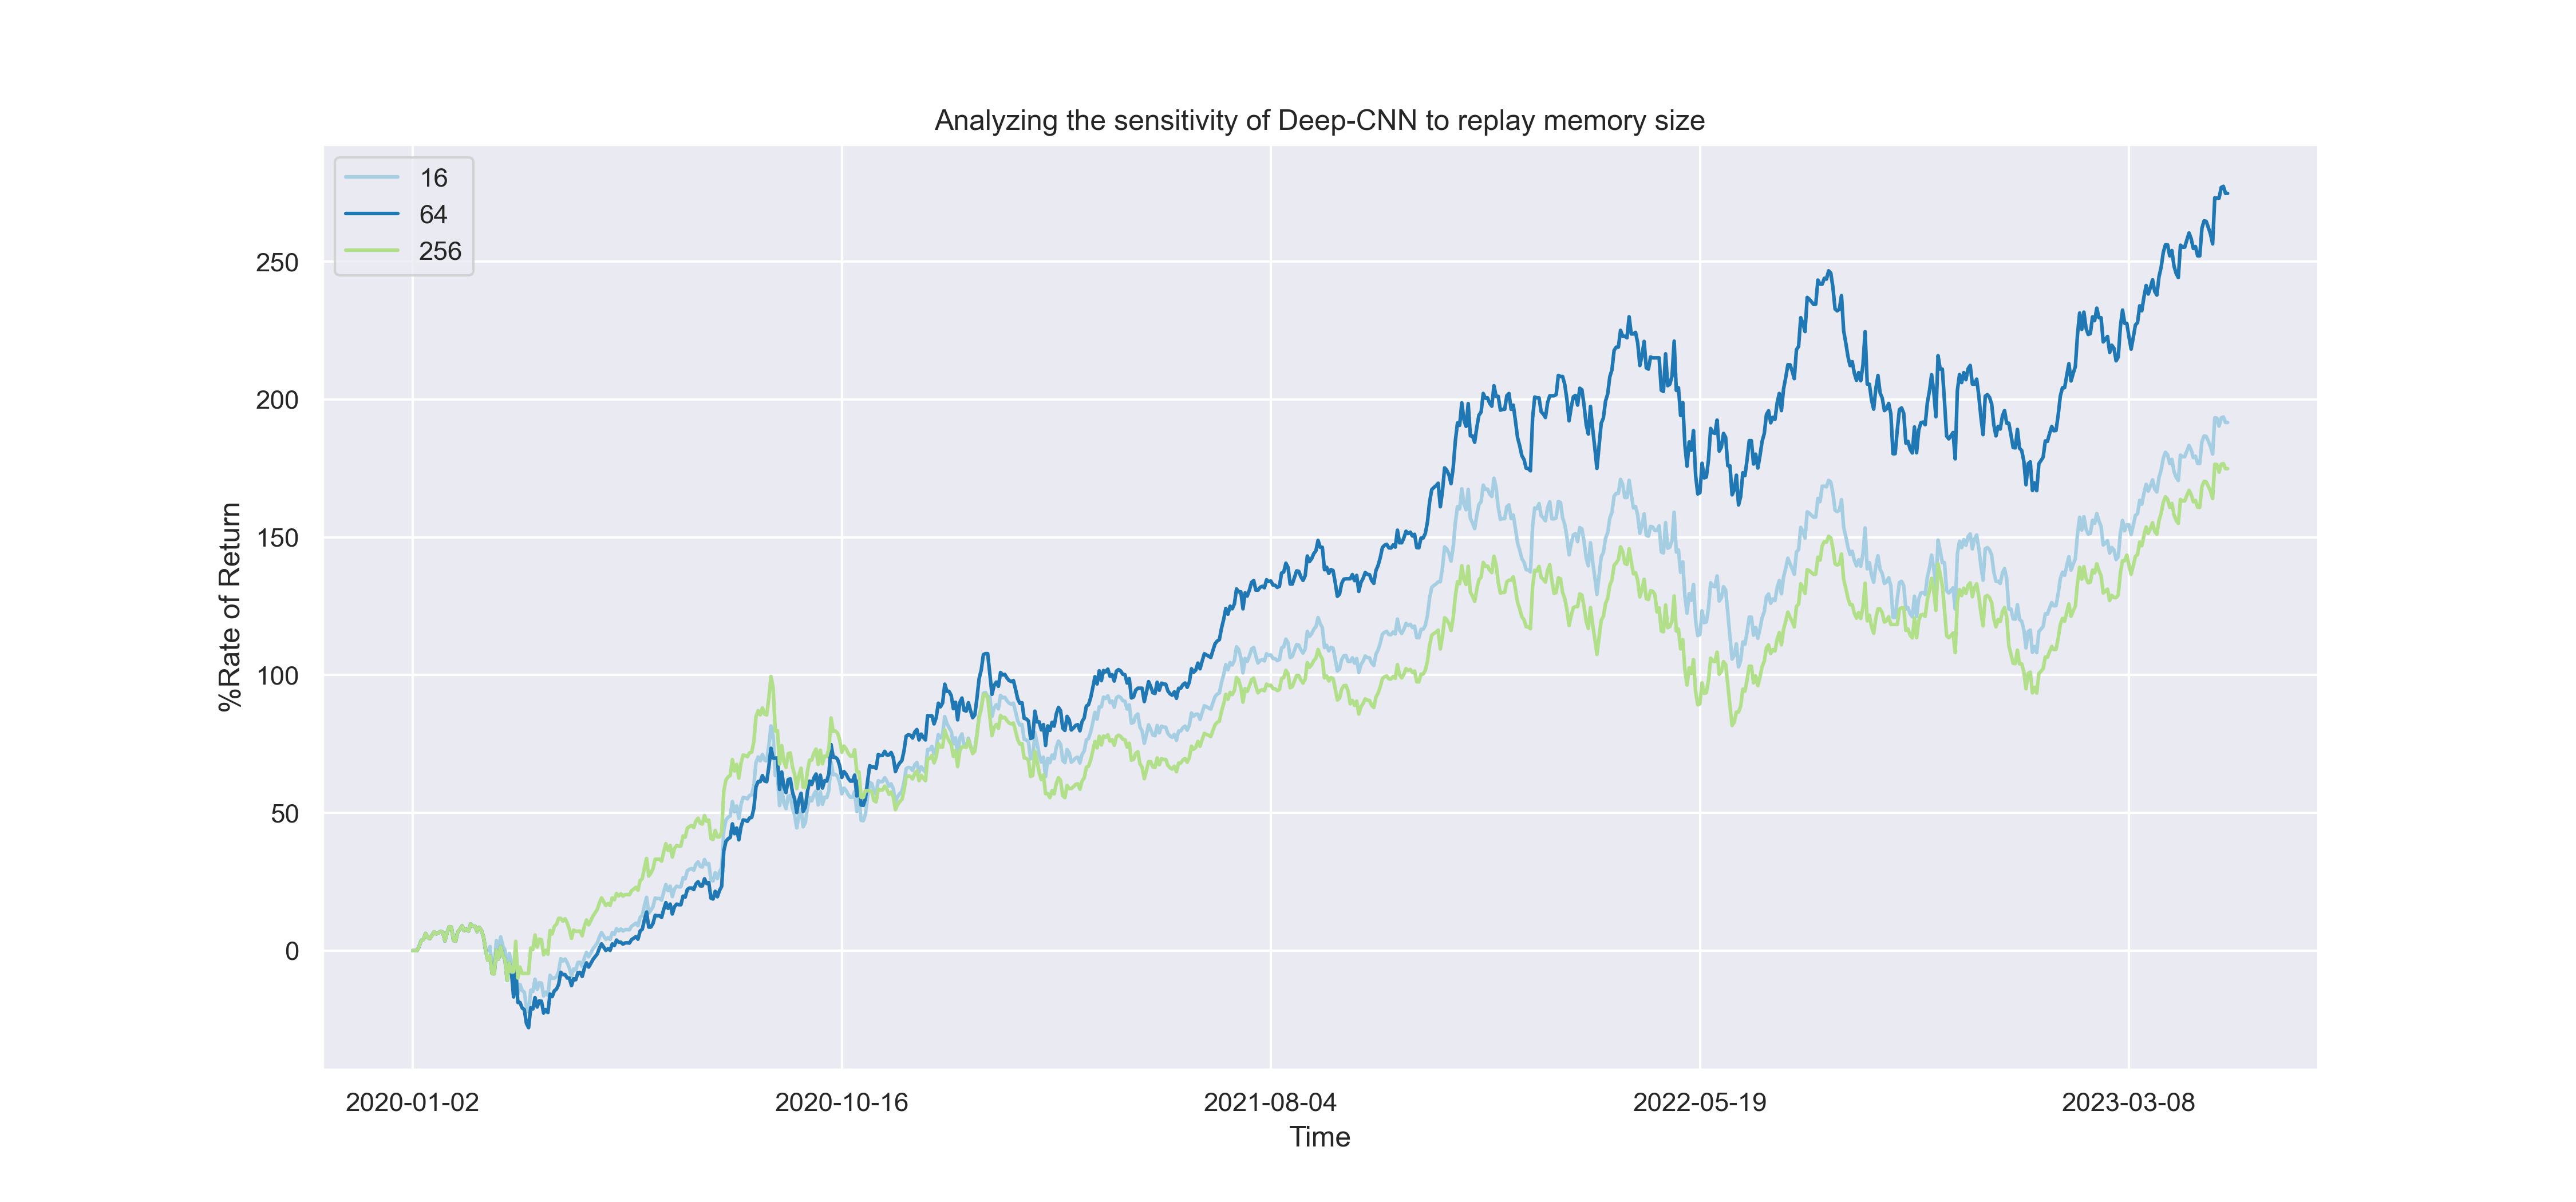 Analyzing the sensitivity of Deep-CNN to replay memory size
16
64
256
250
200
150
100
50
0
%Rate of Return
2020-01-02 2020-10-16 2021-08-04 2022-05-19 2023-03-08
Time